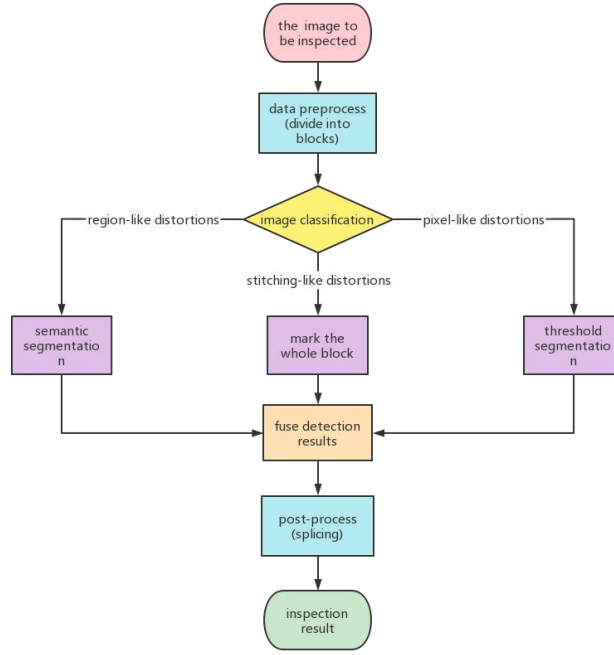 the image to
be inspected
data preprocess
(divide into
blocks)
image classification
region-like distortions
pixel-like distortions
stitching-like distortions
semantic
segmentatio
n
mark the
whole block
threshold
segmentatio
n
fuse detection
results
post-process
(splicing)
inspection
result